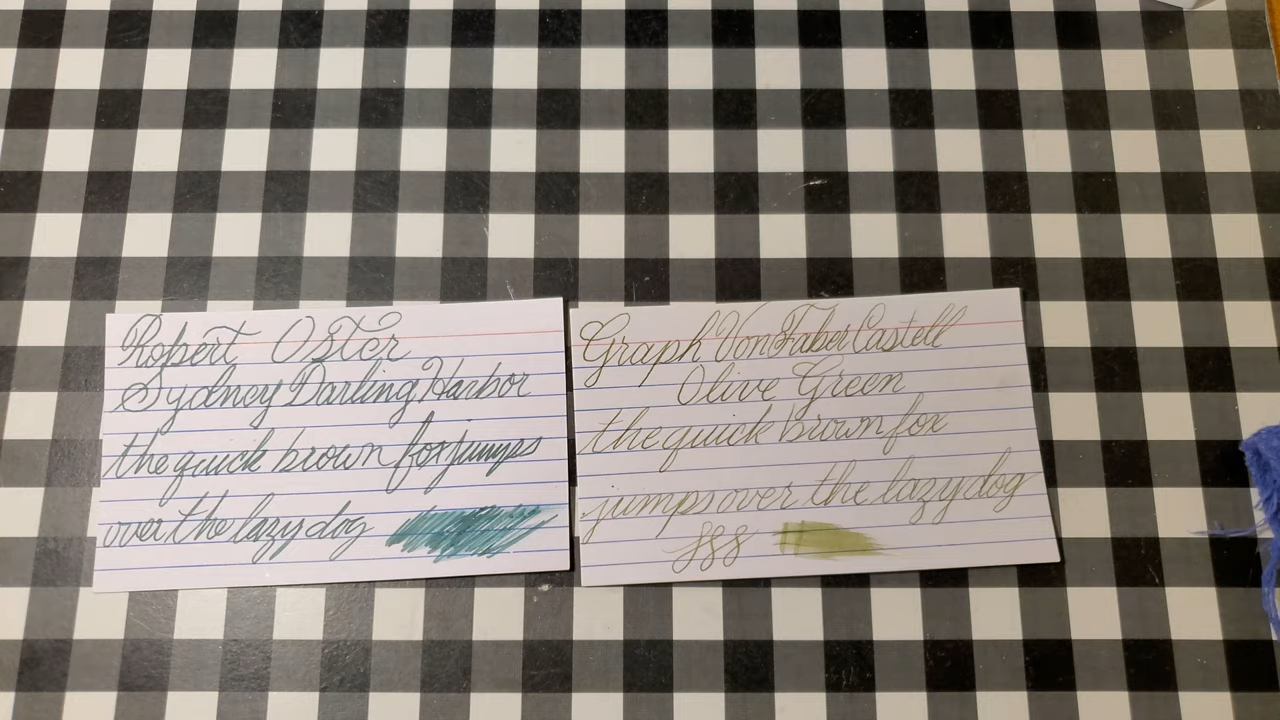 Robert Oster
Sydney Darling Harbor
the quick brown fox jumps
over the lazy dog
Graph Von Faber Castell
Olive Green
the quick brown fox
jumps over the lazy dog